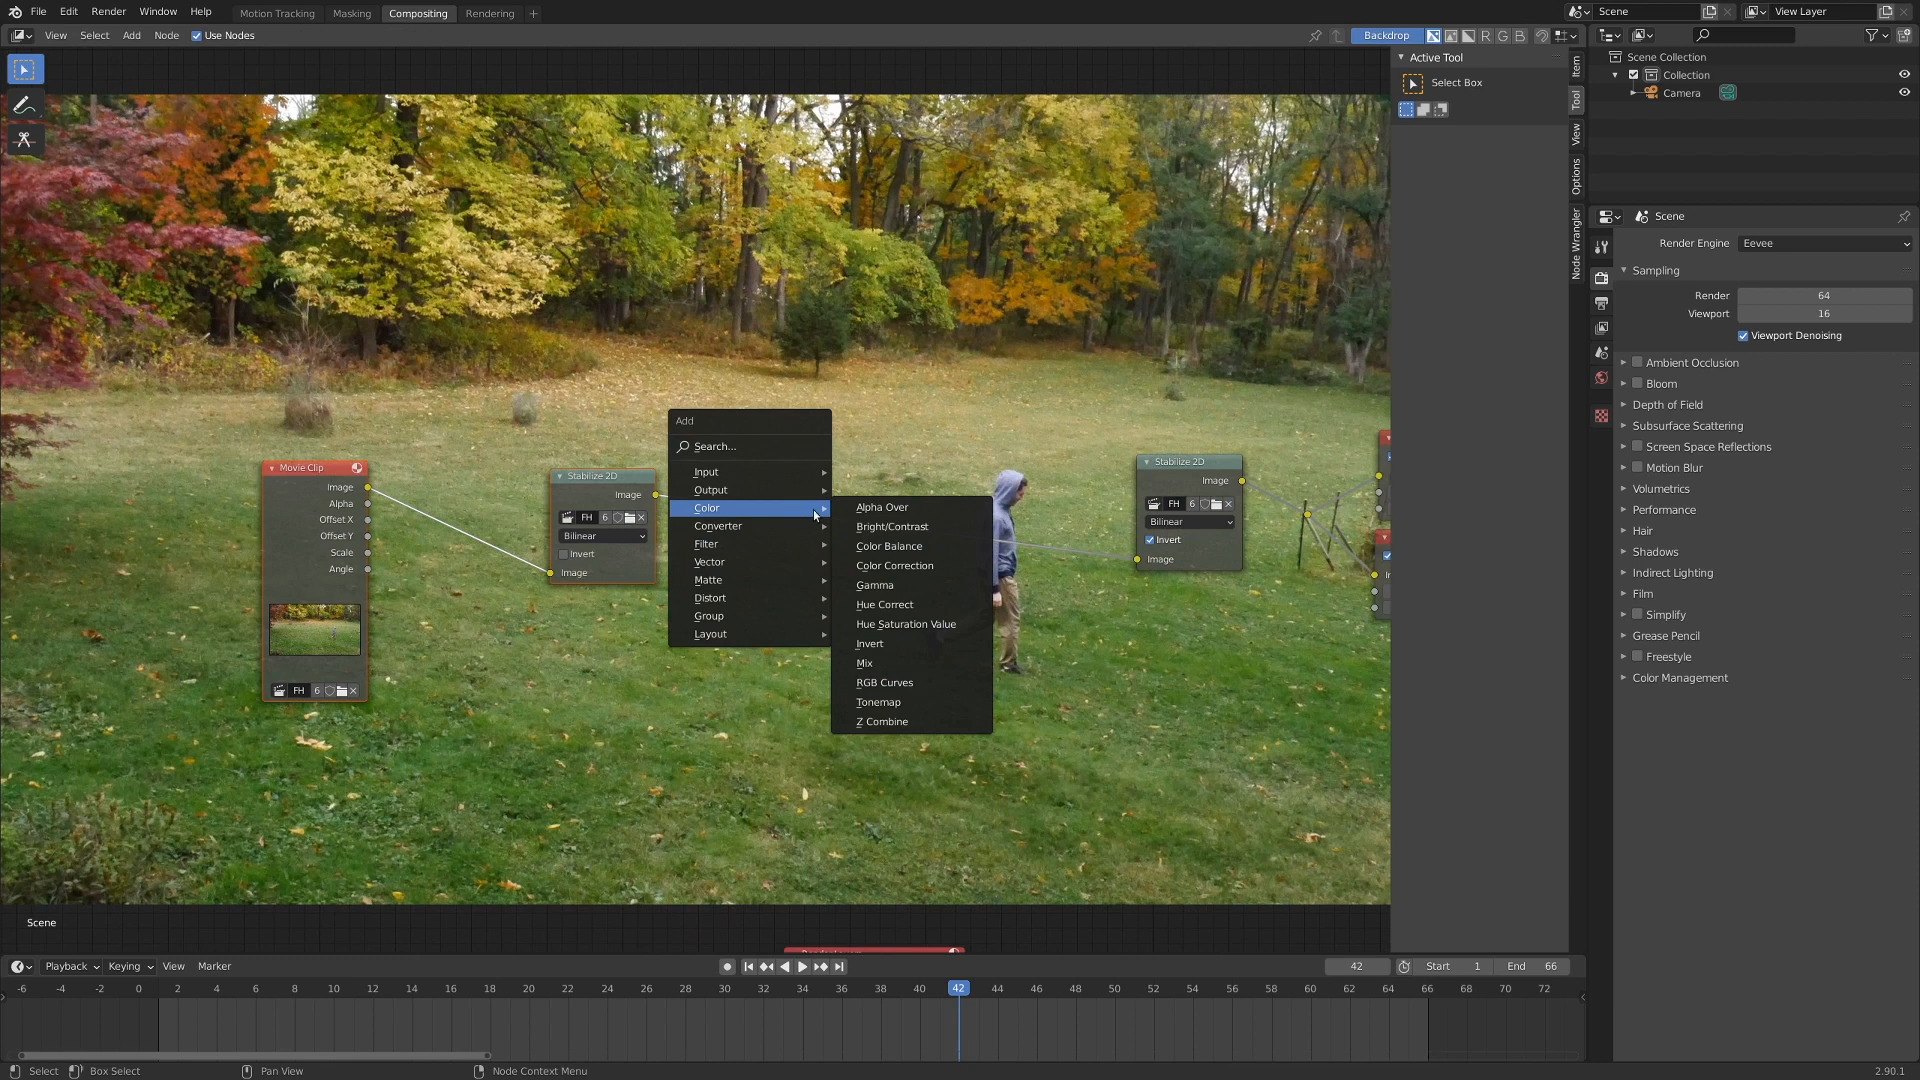 File Edit Render Window Help Motion Tracking Masking Compositing Rendering + Scene View Layer
View Select Add Node Use Nodes Backdrop R G B
Active Tool
Select Box
Item
Tool
View
Options
Node Wrangler
Scene Collection
Collection
Camera
Scene
Render Engine Eevee
Sampling
Render 64
Viewport 16
Viewport Denoising
Ambient Occlusion
Bloom
Depth of Field
Subsurface Scattering
Screen Space Reflections
Motion Blur
Volumetrics
Performance
Hair
Shadows
Indirect Lighting
Film
Simplify
Grease Pencil
Freestyle
Color Management
Movie Clip
Image
Alpha
Offset X
Offset Y
Scale
Angle
FH 6
Stabilize 2D
Image
FH 6
Bilinear
Invert
Image
Add
Search...
Input
Output
Color
Converter
Filter
Vector
Matte
Distort
Group
Layout
Alpha Over
Bright/Contrast
Color Balance
Color Correction
Gamma
Hue Correct
Hue Saturation Value
Invert
Mix
RGB Curves
Tonemap
Z Combine
Stabilize 2D
Image
FH 6
Bilinear
Invert
Image
Scene
Playback Keying View Marker 42 Start 1 End 66
-6 -4 -2 0 2 4 6 8 10 12 14 16 18 20 22 24 26 28 30 32 34 36 38 40 42 44 46 48 50 52 54 56 58 60 62 64 66 68 70 72
Select Box Select Pan View Node Context Menu 2.90.1